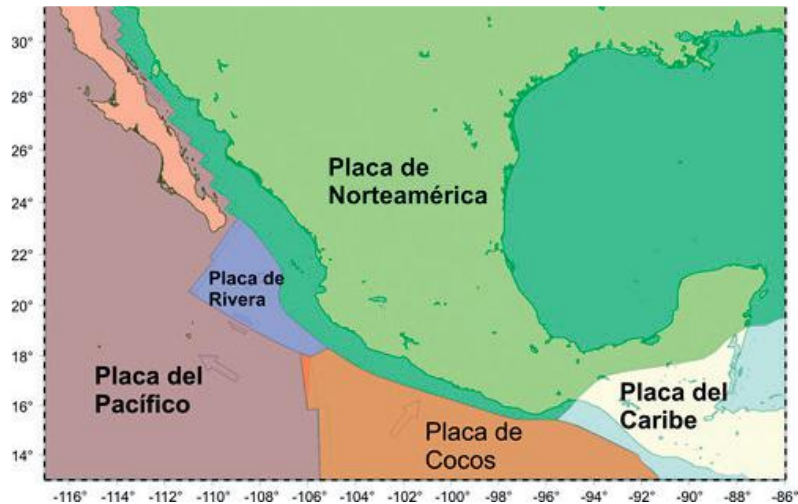 30°
28°
26°
24°
22°
20°
18°
16°
14°
Placa de
Norteamérica
Placa de
Rivera
Placa del
Pacífico
Placa del
Caribe
Placa de
Cocos
-116° -114° -112° -110° -108° -106° -104° -102° -100° -98° -96° -94° -92° -90° -88° -86